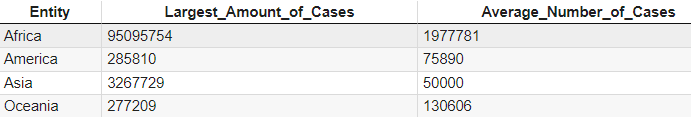 Entity Largest_Amount_of_Cases Average_Number_of_Cases
Africa 95095754 1977781
America 285810 75890
Asia 3267729 50000
Oceania 277209 130606